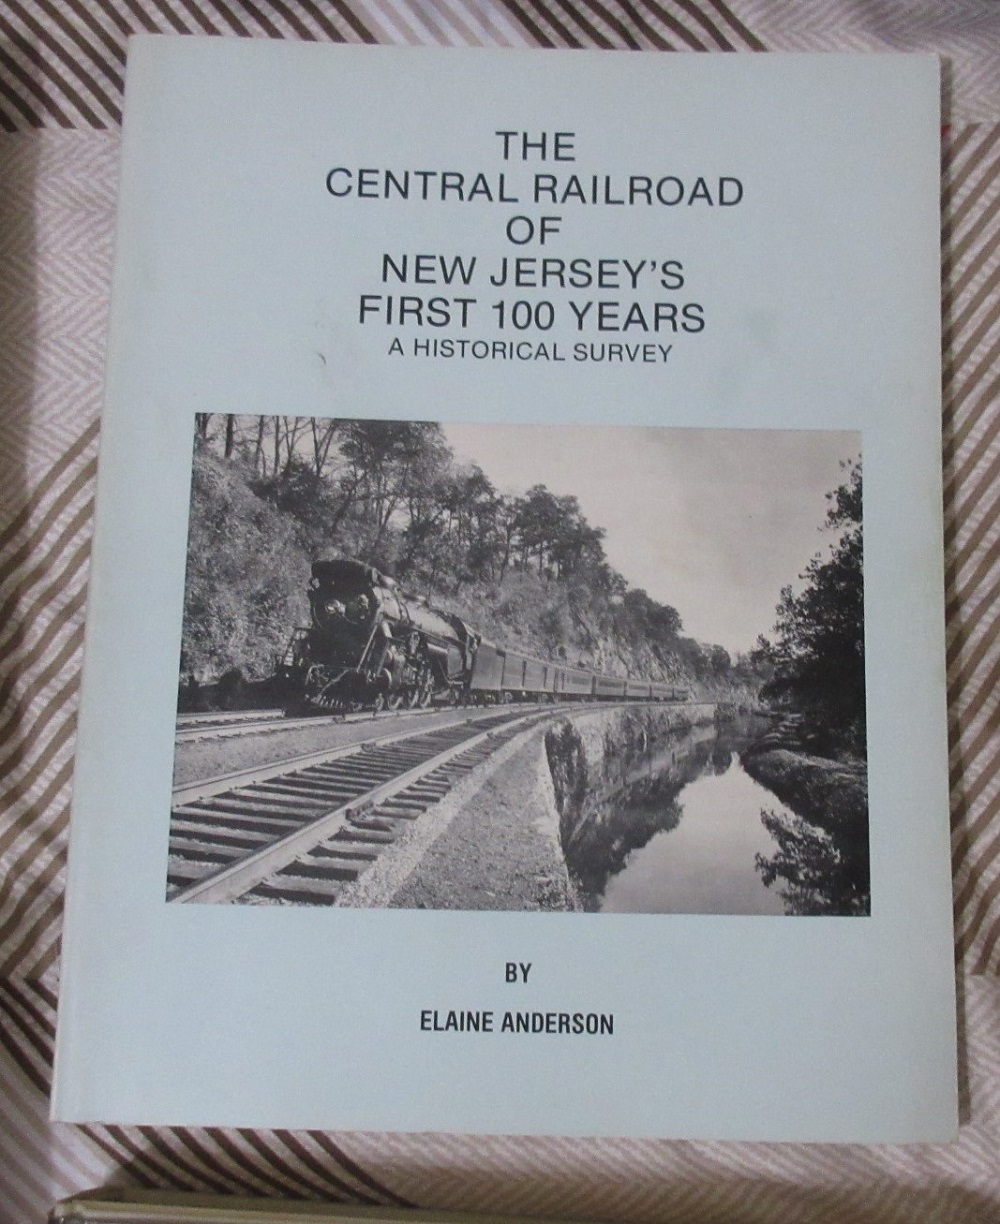 THE
CENTRAL RAILROAD
OF
NEW JERSEY'S
FIRST 100 YEARS
A HISTORICAL SURVEY
BY
ELAINE ANDERSON